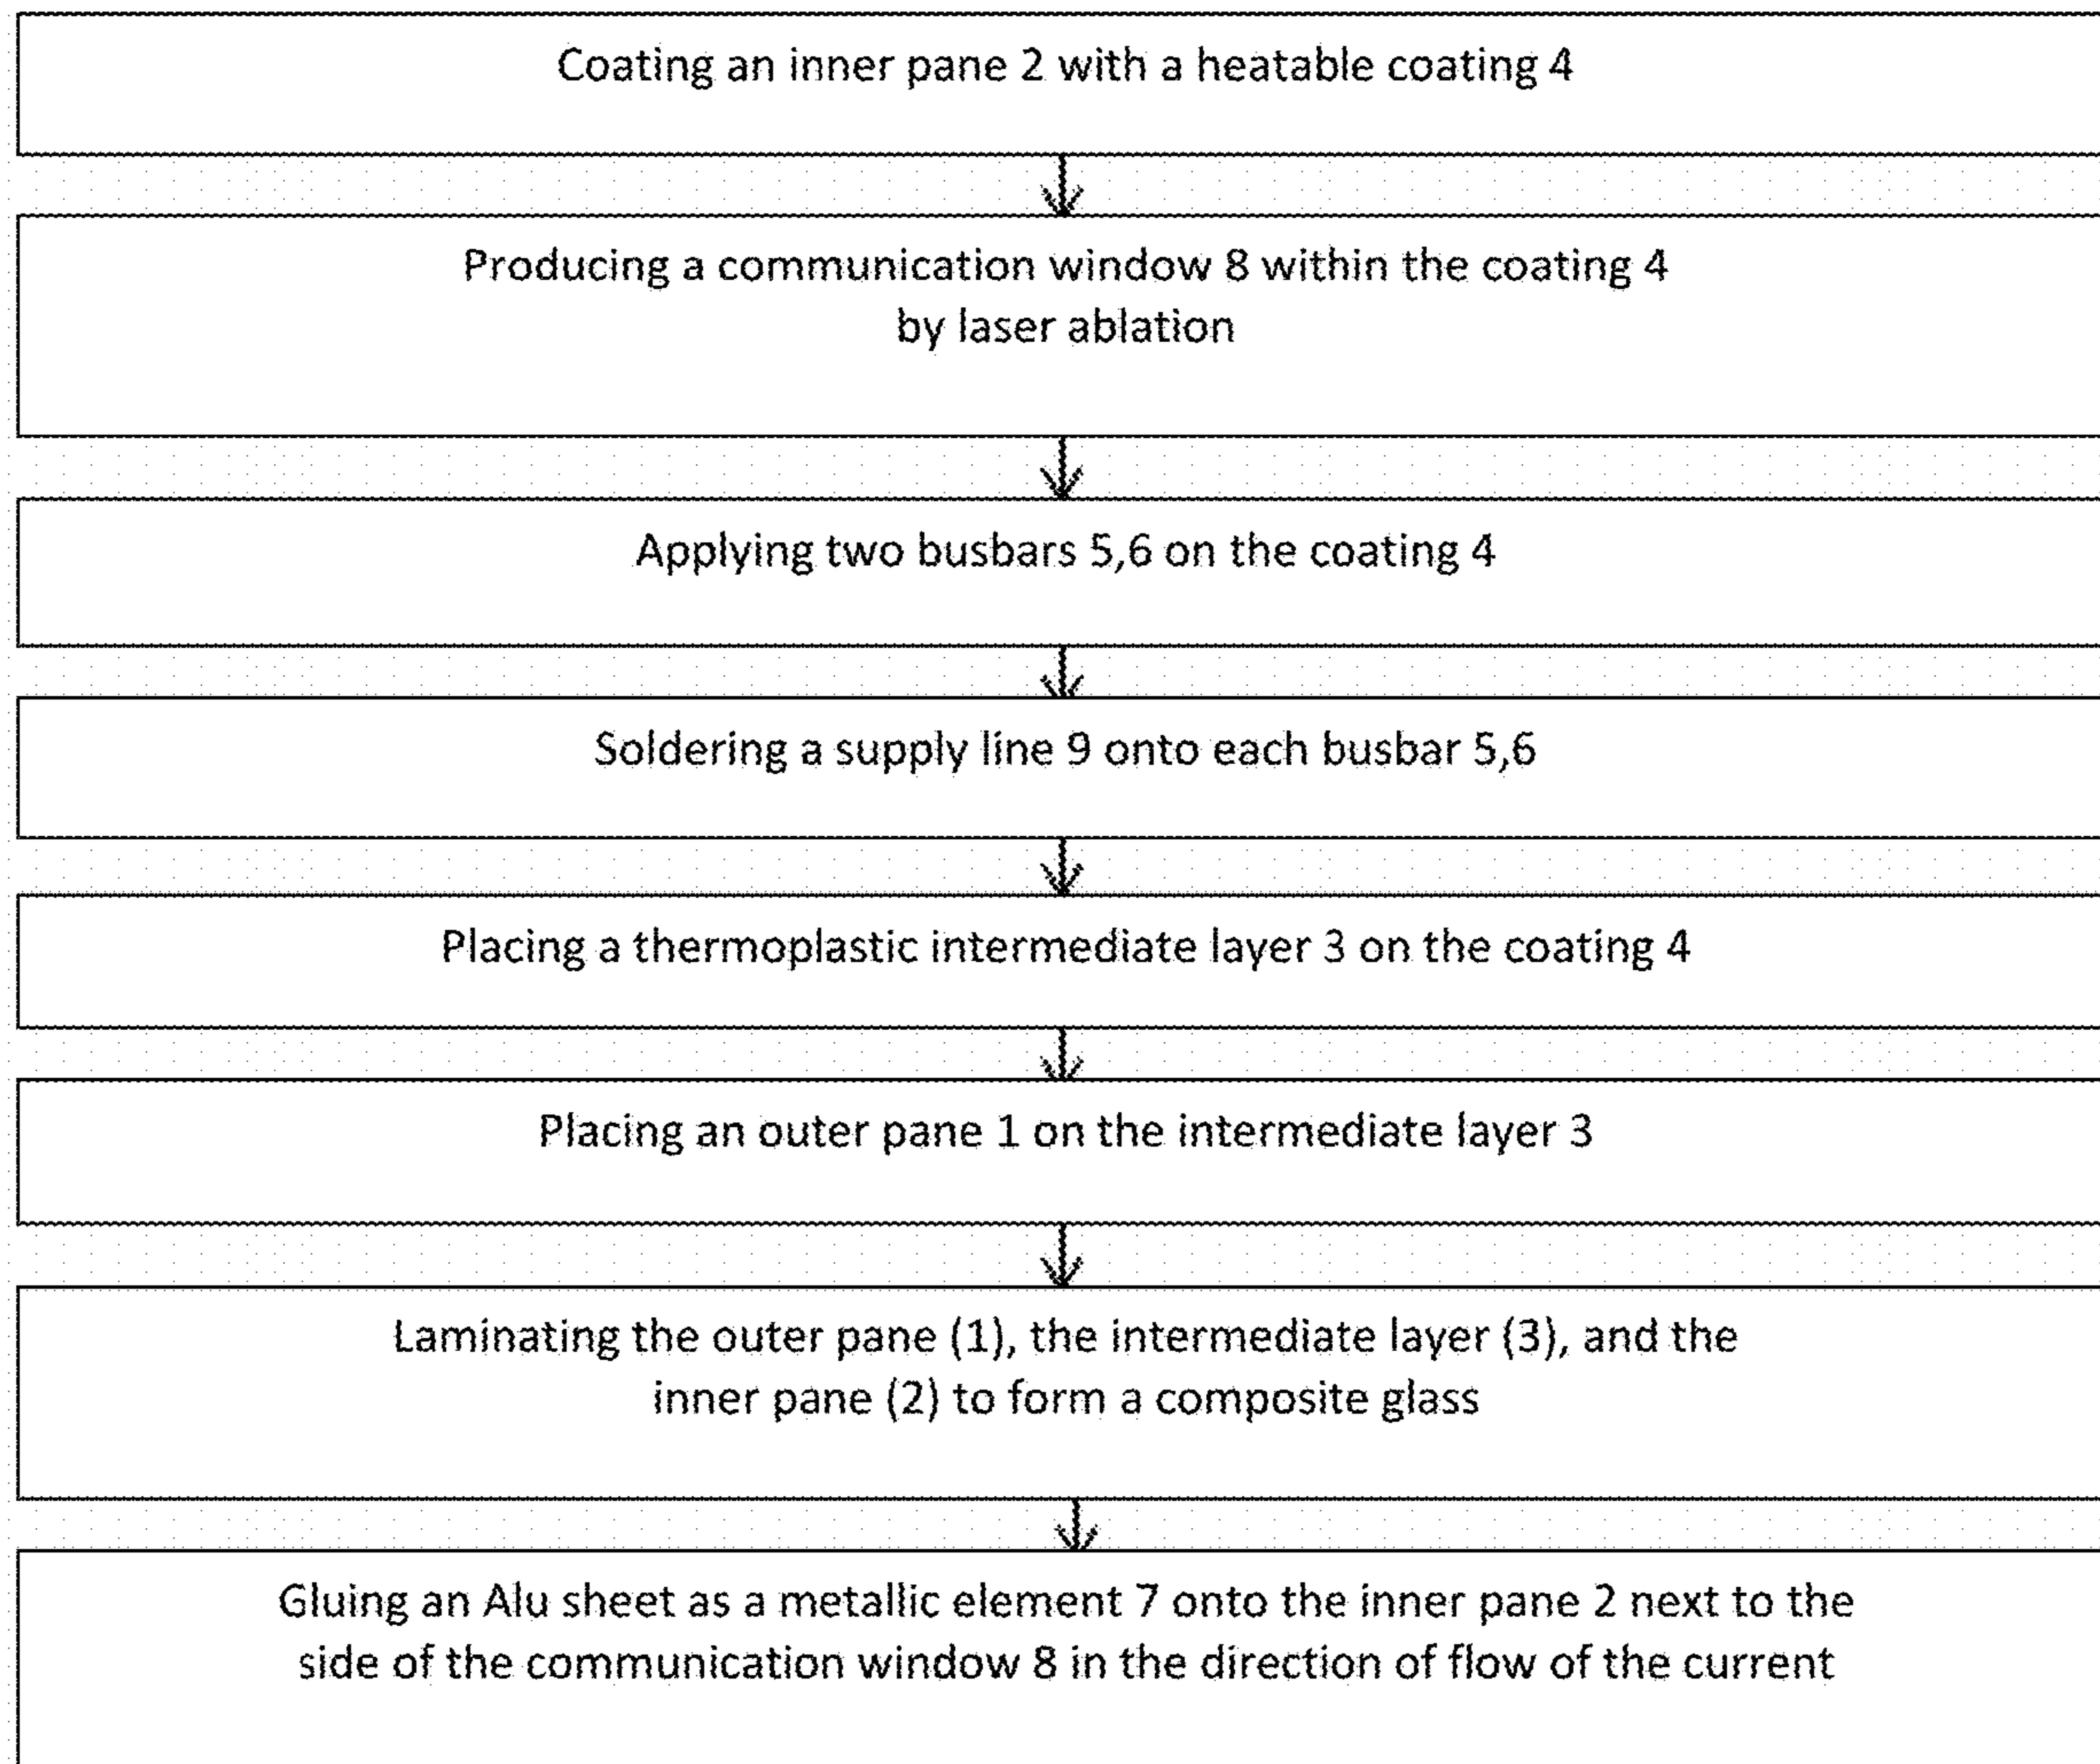 Coating an inner pane 2 with a heatable coating 4
Producing a communication window 8 within the coating 4
by laser ablation
Applying two busbars 5,6 on the coating 4
Soldering a supply line 9 onto each busbar 5,6
Placing a thermoplastic intermediate layer 3 on the coating 4
Placing an outer pane 1 on the intermediate layer 3
Laminating the outer pane (1), the intermediate layer (3), and the
inner pane (2) to form a composite glass
Gluing an Alu sheet as a metallic element 7 onto the inner pane 2 next to the
side of the communication window 8 in the direction of flow of the current